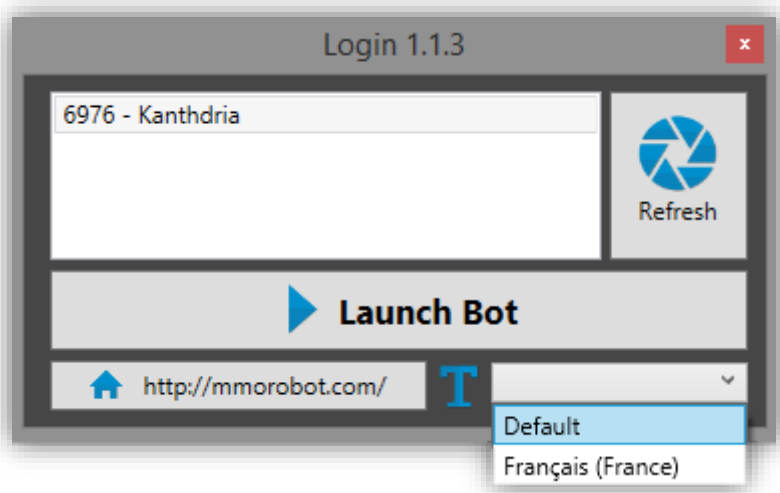 Login 1.1.3
x
6976 - Kanthdria
Refresh
Launch Bot
http://mmorobot.com/
T
Default
Français (France)